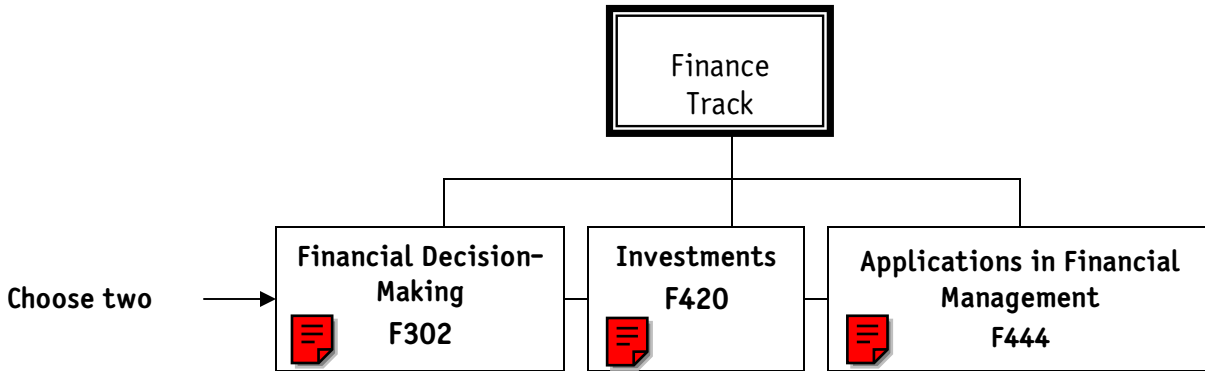 Finance
Track
Choose two
Financial Decision-
Making
F302
Investments
F420
Applications in Financial
Management
F444